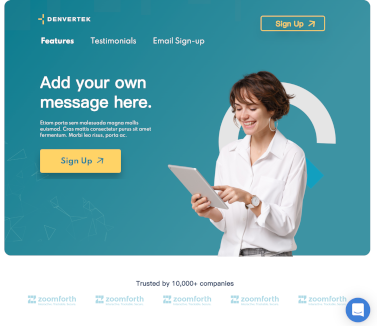 DENVERTEK
Sign Up
Features Testimonials Email Sign-up
Add your own
message here.
Etiam porta sem malesuada magna mollis
euismod. Cras mattis consectetur purus sit amet
fermentum. Morbi leo risus, porta ac.
Sign Up
Trusted by 10,000+ companies
zoomforth zoomforth zoomforth zoomforth zoomforth